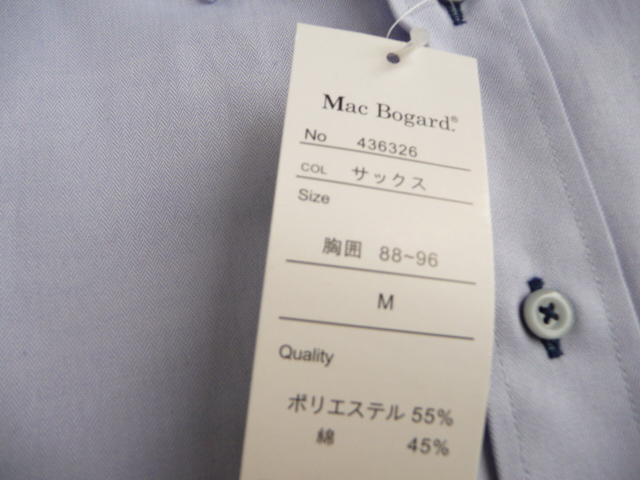 Mac Bogard®
No 436326
COL サックス
Size
胸囲 88~96
M
Quality
ポリエステル 55%
綿 45%